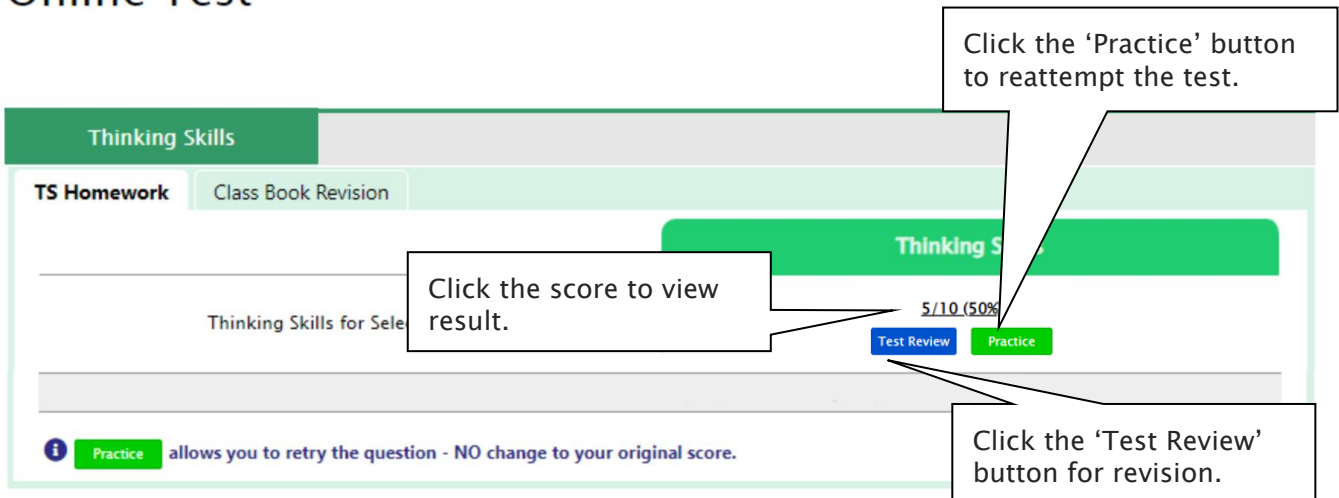 Online Test
Click the ‘Practice’ button
to reattempt the test.
Thinking Skills
TS Homework
Class Book Revision
Thinking
Click the score to view
result.
Thinking Skills for
5/10 (50%
Test Review
Practice
Click the ‘Test Review’
button for revision.
Practice allows you to retry the question - NO change to your original score.